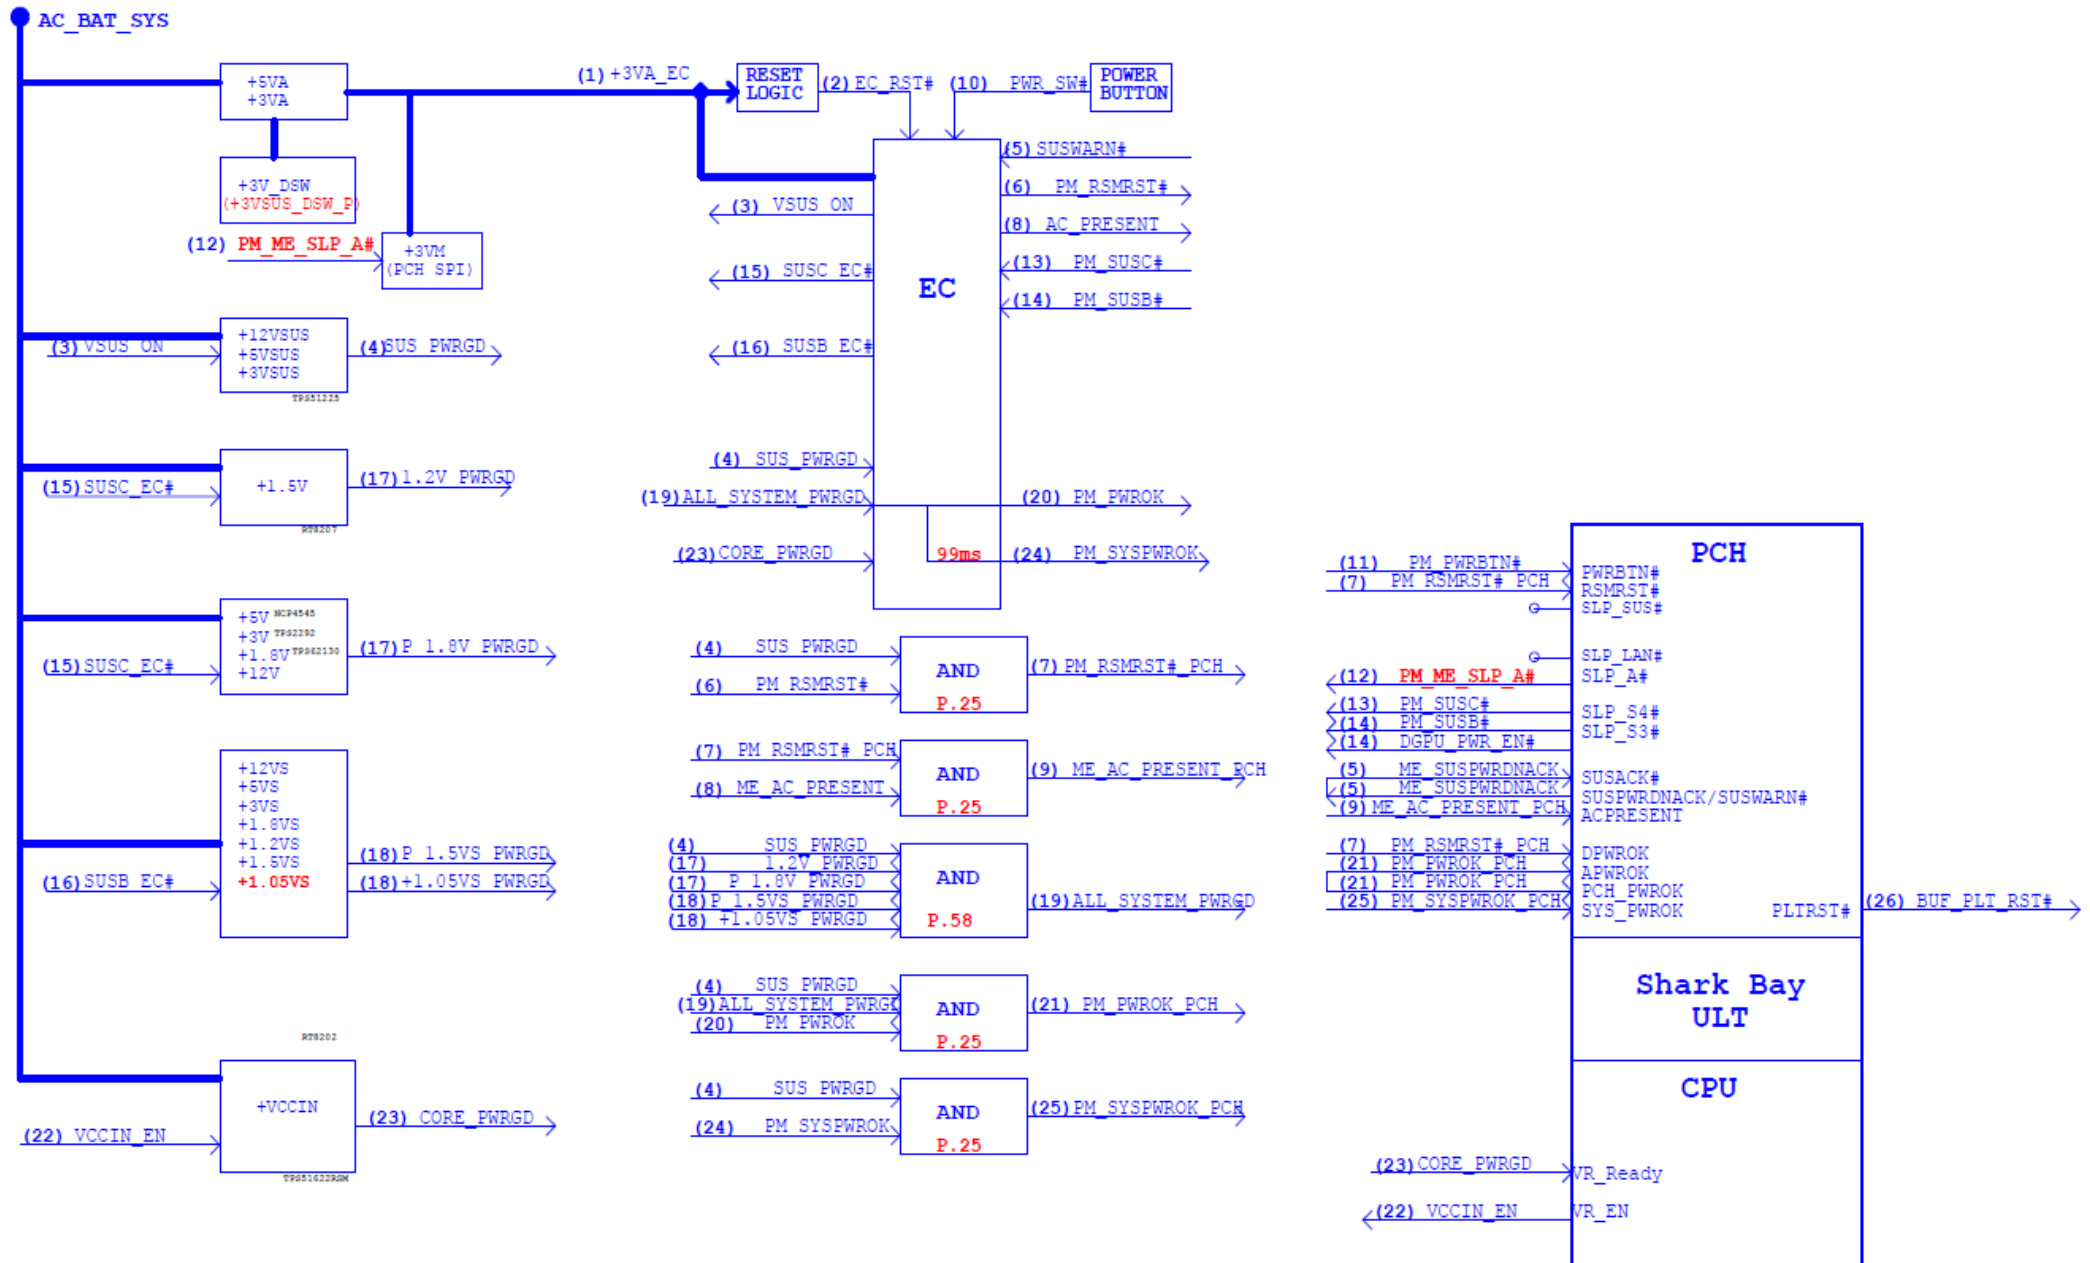 AC_BAT_SYS
+5VA
+3VA
+3V_DSW
(+3VSUS_DSW_P)
(12) PM_ME_SLP_A#
+3VM
(PCH SPI)
(1) +3VA_EC
RESET
LOGIC
(2) EC_RST#
(10) PWR_SW#
POWER
BUTTON
(3) VSUS_ON
+12VSUS
+5VSUS
+3VSUS
(4) SUS_PWRGD
TPS51225
(15) SUSC_EC#
+1.5V
(17) 1.2V_PWRGD
RT8207
(15) SUSC_EC#
+5V NCP4545
+3V TPS2292
+1.8V TPS62130
+12V
(17) P_1.8V_PWRGD
(16) SUSB_EC#
+12VS
+5VS
+3VS
+1.8VS
+1.2VS
+1.5VS
+1.05VS
(18) P_1.5VS_PWRGD
(18) +1.05VS_PWRGD
RT8202
(22) VCCIN_EN
+VCCIN
(23) CORE_PWRGD
TPS51622RSM
EC
(3) VSUS_ON
(15) SUSC_EC#
(16) SUSB_EC#
(4) SUS_PWRGD
(19) ALL_SYSTEM_PWRGD
(23) CORE_PWRGD
99ms
(5) SUSWARN#
(6) PM_RSMRST#
(8) AC_PRESENT
(13) PM_SUSC#
(14) PM_SUSB#
(20) PM_PWROK
(24) PM_SYSPWROK
(4) SUS_PWRGD
(6) PM_RSMRST#
AND
P.25
(7) PM_RSMRST#_PCH
(7) PM_RSMRST#_PCH
(8) ME_AC_PRESENT
AND
P.25
(9) ME_AC_PRESENT_PCH
(4) SUS_PWRGD
(17) 1.2V_PWRGD
(17) P_1.8V_PWRGD
(18) P_1.5VS_PWRGD
(18) +1.05VS_PWRGD
AND
P.58
(19) ALL_SYSTEM_PWRGD
(4) SUS_PWRGD
(19) ALL_SYSTEM_PWRGD
(20) PM_PWROK
AND
P.25
(21) PM_PWROK_PCH
(4) SUS_PWRGD
(24) PM_SYSPWROK
AND
P.25
(25) PM_SYSPWROK_PCH
PCH
(11) PM_PWRBTN#
PWRBTN#
(7) PM_RSMRST#_PCH
RSMRST#
SLP_SUS#
SLP_LAN#
(12) PM_ME_SLP_A#
SLP_A#
(13) PM_SUSC#
SLP_S4#
(14) PM_SUSB#
SLP_S3#
(14) DGPU_PWR_EN#
(5) ME_SUSPWRDNACK
SUSACK#
(5) ME_SUSPWRDNACK
SUSPWRDNACK/SUSWARN#
(9) ME_AC_PRESENT_PCH
ACPRESENT
(7) PM_RSMRST#_PCH
DPWROK
(21) PM_PWROK_PCH
APWROK
(21) PM_PWROK_PCH
PCH_PWROK
(25) PM_SYSPWROK_PCH
SYS_PWROK
PLTRST#
(26) BUF_PLT_RST#
Shark Bay
ULT
CPU
(23) CORE_PWRGD
VR_Ready
(22) VCCIN_EN
VR_EN